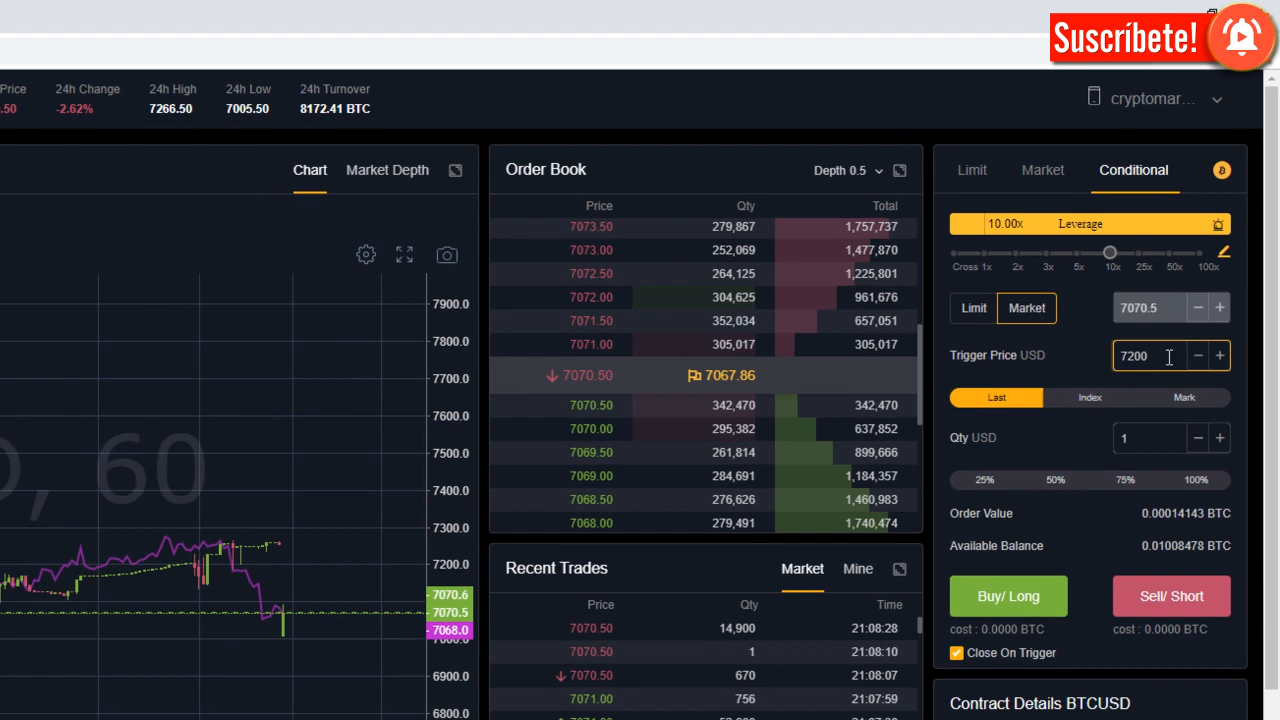 Suscríbete!
Price 24h Change 24h High 24h Low 24h Turnover
.50 -2.62% 7266.50 7005.50 8172.41 BTC
cryptomar...
Chart Market Depth
60
7900.0
7800.0
7700.0
7600.0
7500.0
7400.0
7300.0
7200.0
7070.6
7070.5
7068.0
6900.0
6800.0
Order Book Depth 0.5
Price Qty Total
7073.50 279,867 1,757,737
7073.00 252,069 1,477,870
7072.50 264,125 1,225,801
7072.00 304,625 961,676
7071.50 352,034 657,051
7071.00 305,017 305,017
7070.50 7067.86
7070.50 342,470 342,470
7070.00 295,382 637,852
7069.50 261,814 899,666
7069.00 284,691 1,184,357
7068.50 276,626 1,460,983
7068.00 279,491 1,740,474
Recent Trades Market Mine
Price Qty Time
7070.50 14,900 21:08:28
7070.50 1 21:08:10
7070.50 670 21:08:07
7071.00 756 21:07:59
Limit Market Conditional
10.00x Leverage
Cross 1x 2x 3x 5x 10x 25x 50x 100x
Limit Market 7070.5 − +
Trigger Price USD 7200 − +
Last Index Mark
Qty USD 1 − +
25% 50% 75% 100%
Order Value 0.00014143 BTC
Available Balance 0.01008478 BTC
Buy/ Long Sell/ Short
cost : 0.0000 BTC cost : 0.0000 BTC
Close On Trigger
Contract Details BTCUSD